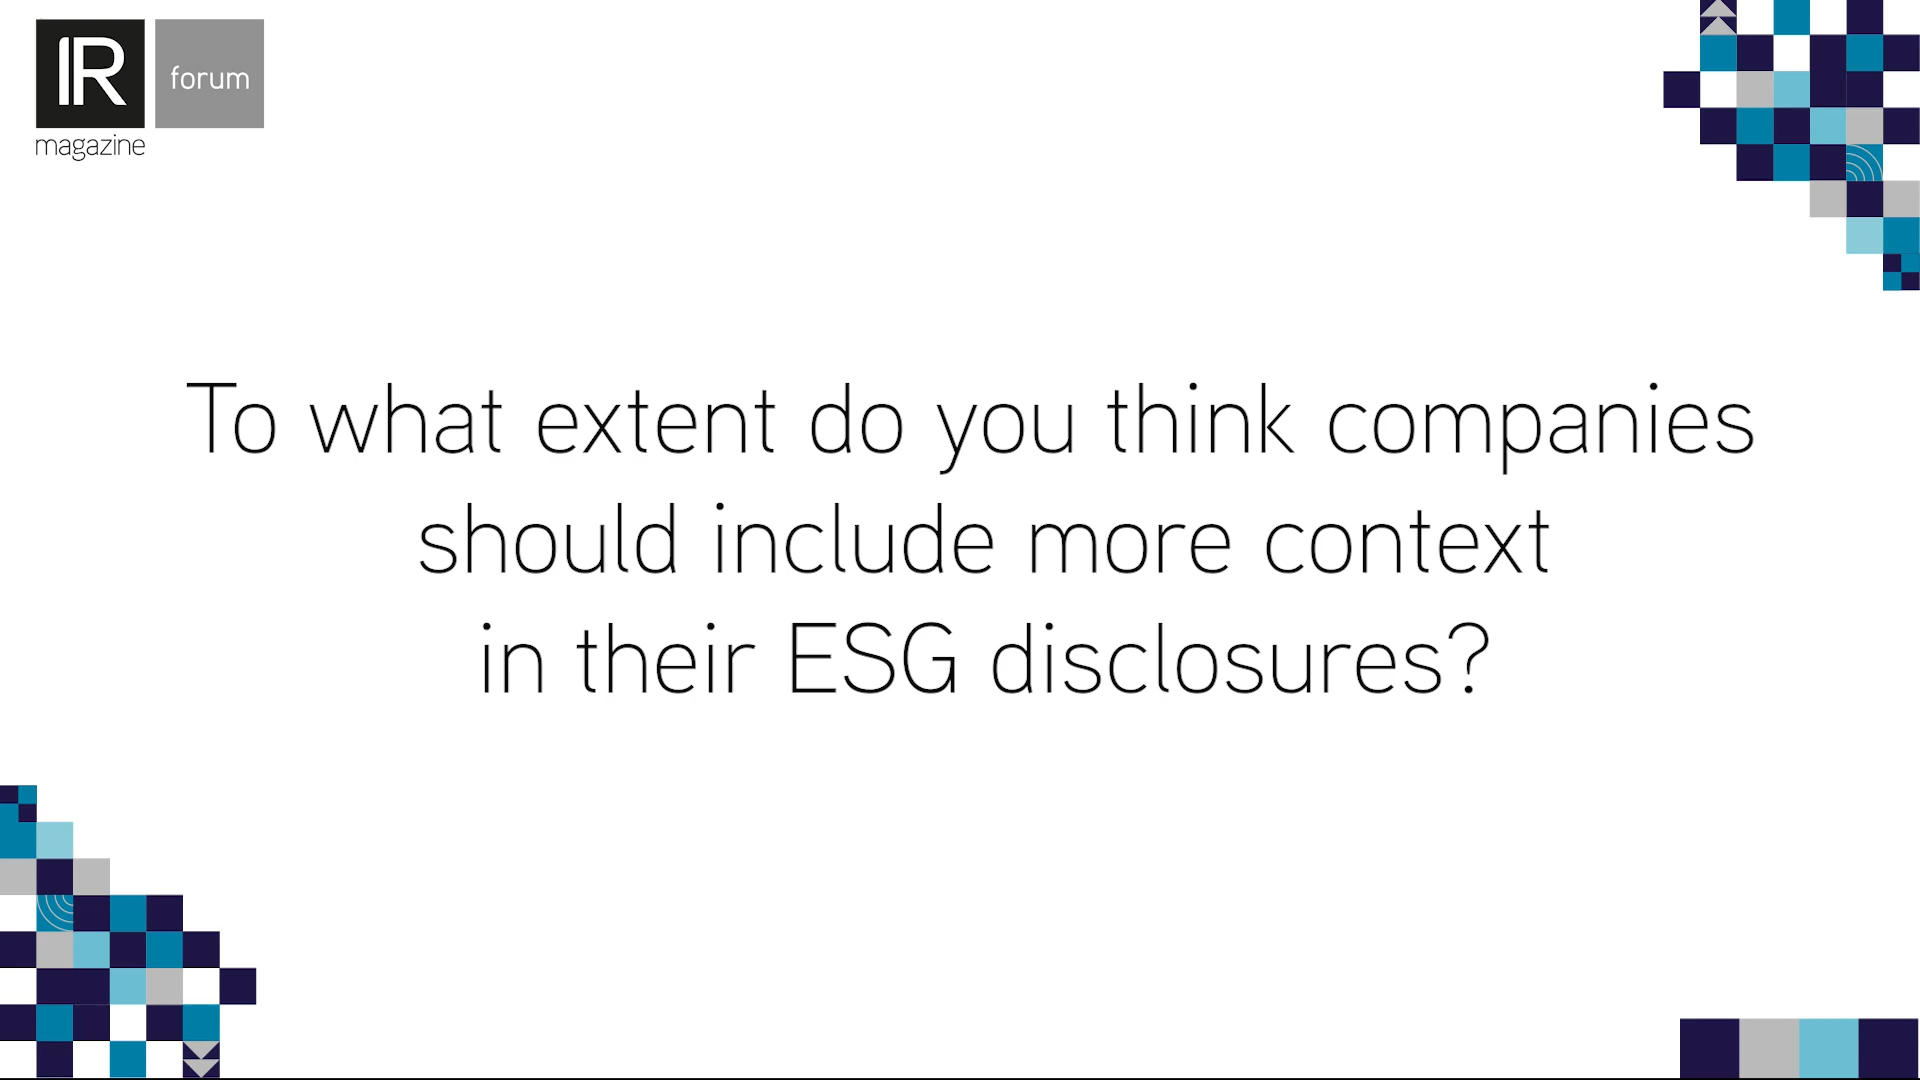 IR
forum
magazine
To what extent do you think companies
should include more context
in their ESG disclosures?